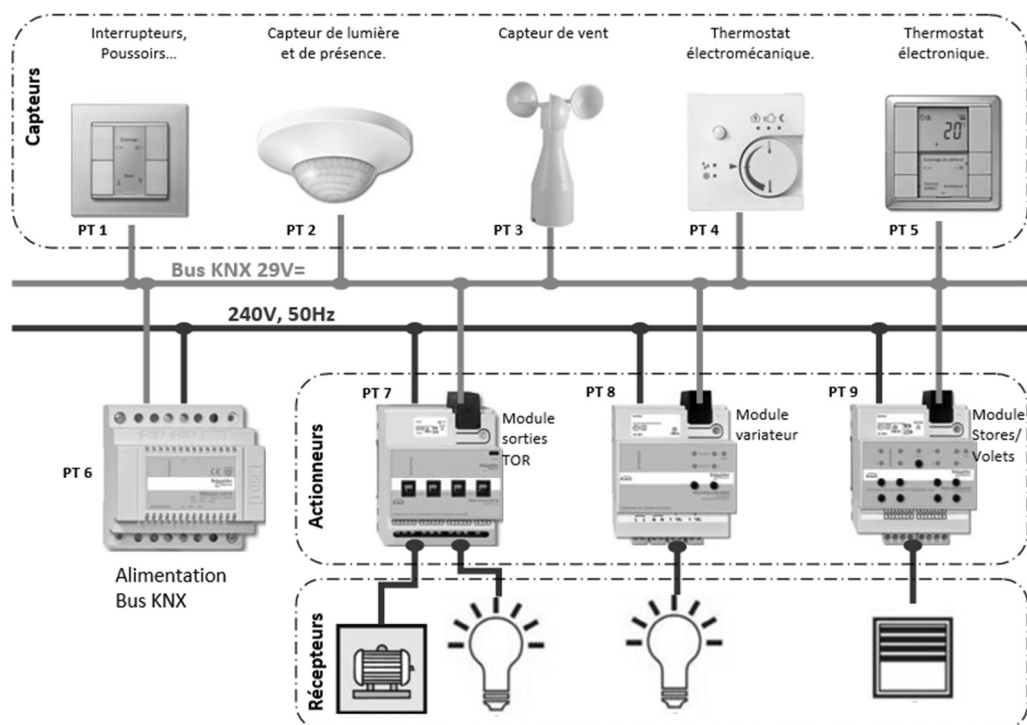 Interrupteurs,
Poussoirs...
Capteur de lumière
et de présence.
Capteur de vent
Thermostat
électromécanique.
Thermostat
électronique.
Capteurs
20°
PT 1
PT 2
PT 3
PT 4
PT 5
Bus KNX 29V=
240V, 50Hz
PT 6
Alimentation
Bus KNX
Actionneurs
PT 7
Module
sorties
TOR
PT 8
Module
variateur
PT 9
Module
Stores/
Volets
Récepteurs